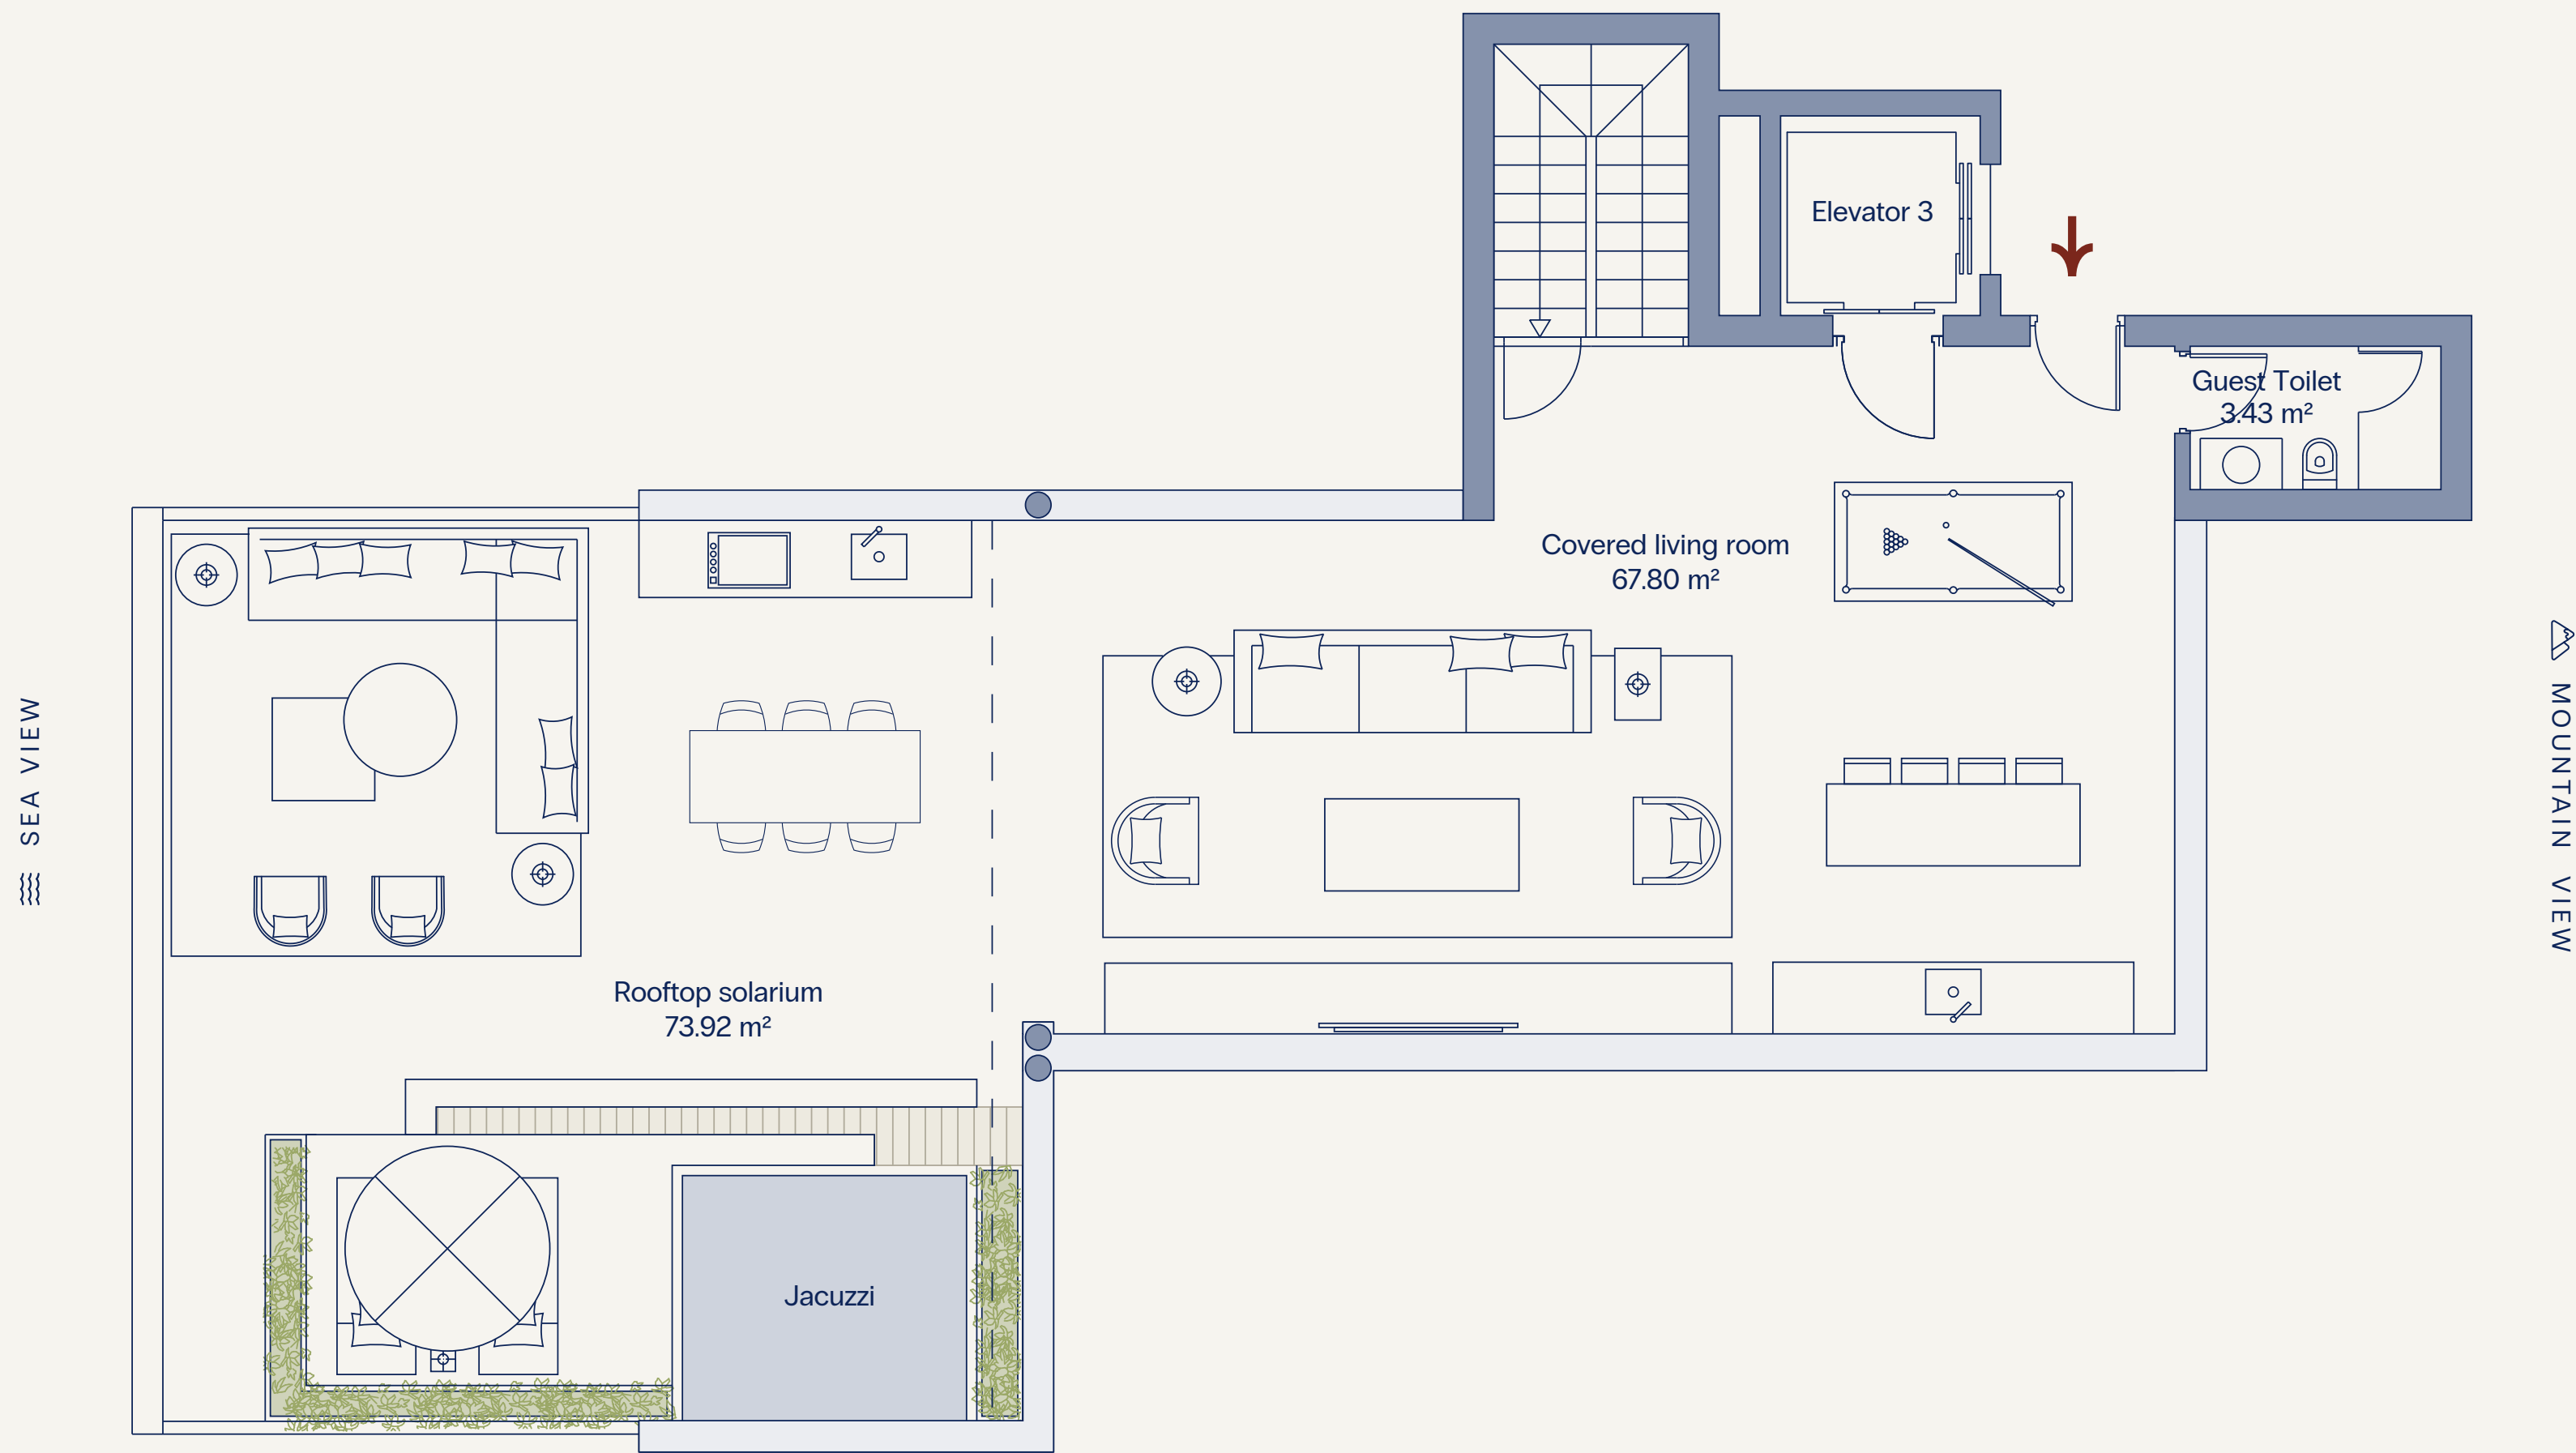 Elevator 3
Guest Toilet
3.43 m²
Covered living room
67.80 m²
SEA VIEW
MOUNTAIN VIEW
Rooftop solarium
73.92 m²
Jacuzzi